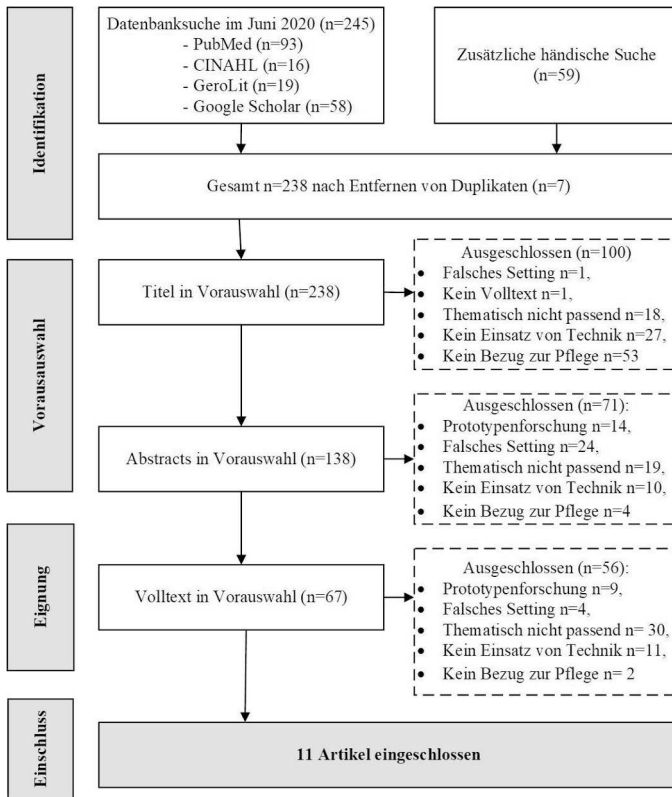 Identifikation
Datenbanksuche im Juni 2020 (n=245)
- PubMed (n=93)
- CINAHL (n=16)
- GeroLit (n=19)
- Google Scholar (n=58)
Zusätzliche händische Suche
(n=59)
Gesamt n=238 nach Entfernen von Duplikaten (n=7)
Vorausauswahl
Titel in Vorauswahl (n=238)
Ausgeschlossen (n=100)
• Falsches Setting n=1,
• Kein Volltext n=1,
• Thematisch nicht passend n=18,
• Kein Einsatz von Technik n=27,
• Kein Bezug zur Pflege n=53
Abstracts in Vorauswahl (n=138)
Ausgeschlossen (n=71):
• Prototypenforschung n=14,
• Falsches Setting n=24,
• Thematisch nicht passend n=19,
• Kein Einsatz von Technik n=10,
• Kein Bezug zur Pflege n=4
Eignung
Volltext in Vorauswahl (n=67)
Ausgeschlossen (n=56):
• Prototypenforschung n=9,
• Falsches Setting n=4,
• Thematisch nicht passend n= 30,
• Kein Einsatz von Technik n=11,
• Kein Bezug zur Pflege n= 2
Einschluss
11 Artikel eingeschlossen